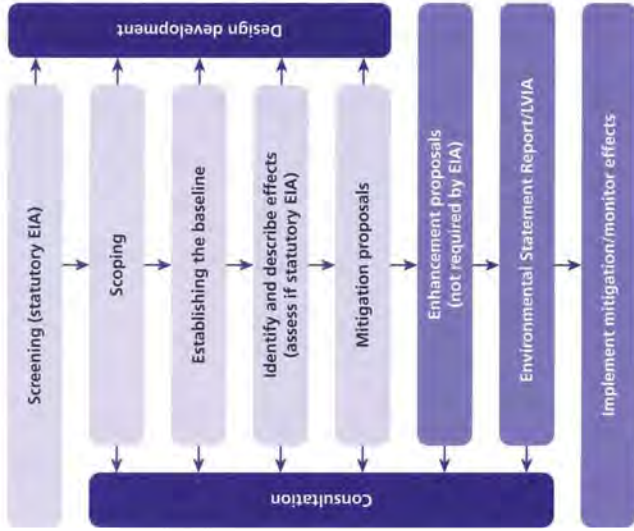 Design development
Screening (statutory EIA)
Scoping
Establishing the baseline
Identify and describe effects
(assess if statutory EIA)
Mitigation proposals
Enhancement proposals
(not required by EIA)
Environmental Statement Report/LVIA
Implement mitigation/monitor effects
Consultation